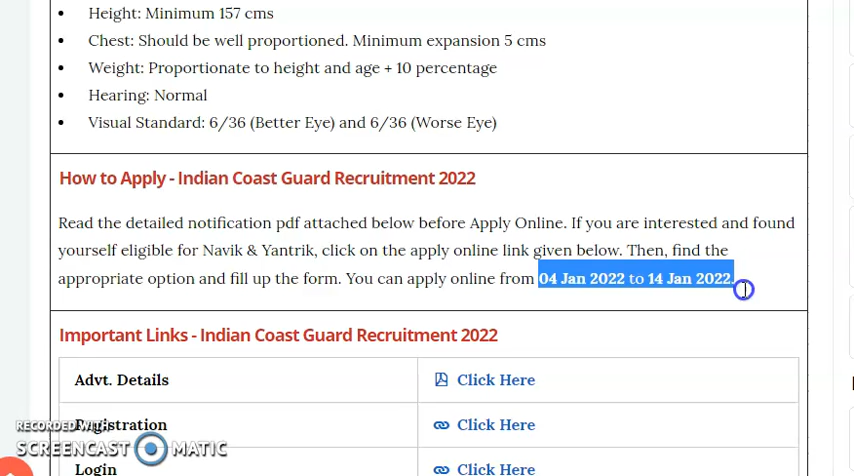 Height: Minimum 157 cms
Chest: Should be well proportioned. Minimum expansion 5 cms
Weight: Proportionate to height and age + 10 percentage
Hearing: Normal
Visual Standard: 6/36 (Better Eye) and 6/36 (Worse Eye)
How to Apply - Indian Coast Guard Recruitment 2022
Read the detailed notification pdf attached below before Apply Online. If you are interested and found
yourself eligible for Navik & Yantrik, click on the apply online link given below. Then, find the
appropriate option and fill up the form. You can apply online from 04 Jan 2022 to 14 Jan 2022.
Important Links - Indian Coast Guard Recruitment 2022
Advt. Details Click Here
Registration Click Here
Login Click Here
RECORDED WITH
SCREENCAST MATIC